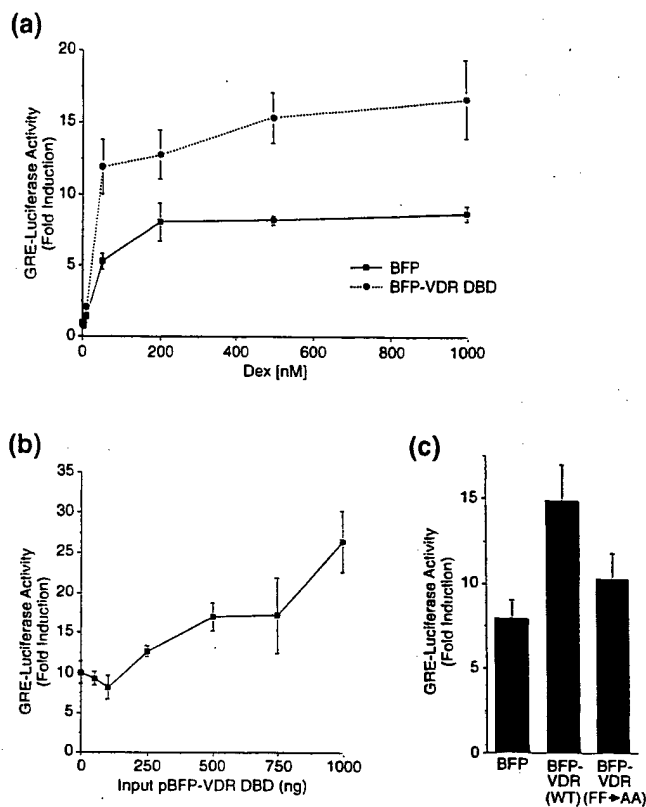 (a)
20
15
10
5
0
GRE-Luciferase Activity
(Fold Induction)
BFP
BFP-VDR DBD
0
200
400
600
800
1000
Dex [nM]
(b)
35
30
25
20
15
10
5
0
GRE-Luciferase Activity
(Fold Induction)
0
250
500
750
1000
Input pBFP-VDR DBD (ng)
(c)
15
10
5
0
GRE-Luciferase Activity
(Fold Induction)
BFP
BFP-
VDR
(WT)
BFP-
VDR
(FF→AA)